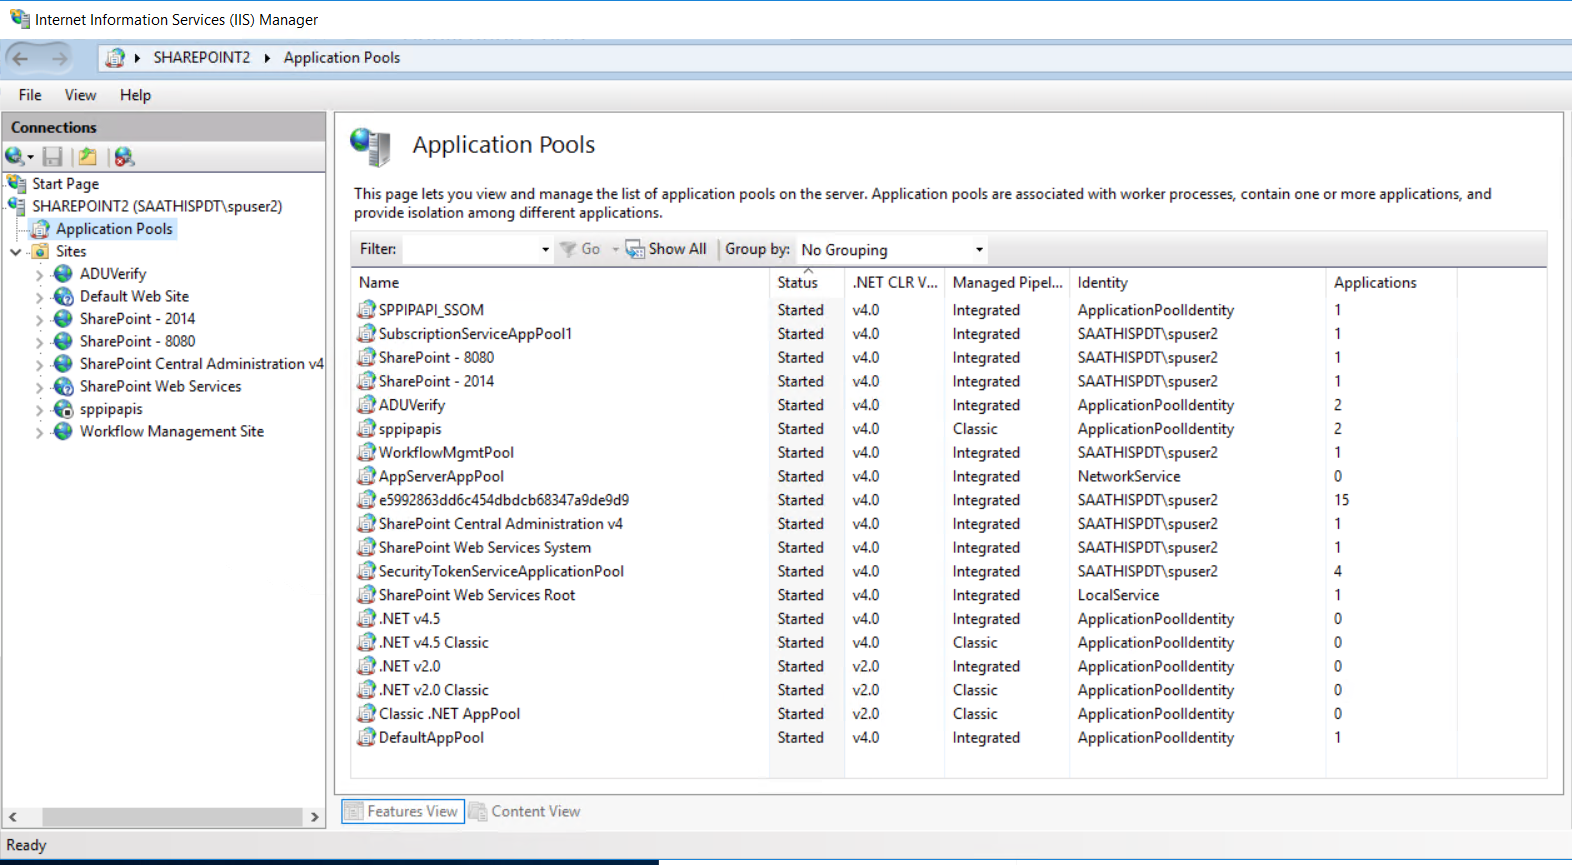 Internet Information Services (IIS) Manager
SHAREPOINT2 Application Pools
File View Help
Connections
Start Page
SHAREPOINT2 (SAATHISPDT\spuser2)
Application Pools
Sites
ADUVerify
Default Web Site
SharePoint - 2014
SharePoint - 8080
SharePoint Central Administration v4
SharePoint Web Services
sppipapis
Workflow Management Site
Application Pools
This page lets you view and manage the list of application pools on the server. Application pools are associated with worker processes, contain one or more applications, and
provide isolation among different applications.
Filter: Go Show All Group by: No Grouping
Name Status .NET CLR V... Managed Pipel... Identity Applications
SPPIPAPI_SSOM Started v4.0 Integrated ApplicationPoolIdentity 1
SubscriptionServiceAppPool1 Started v4.0 Integrated SAATHISPDT\spuser2 1
SharePoint - 8080 Started v4.0 Integrated SAATHISPDT\spuser2 1
SharePoint - 2014 Started v4.0 Integrated SAATHISPDT\spuser2 1
ADUVerify Started v4.0 Integrated ApplicationPoolIdentity 2
sppipapis Started v4.0 Classic ApplicationPoolIdentity 2
WorkflowMgmtPool Started v4.0 Integrated SAATHISPDT\spuser2 1
AppServerAppPool Started v4.0 Integrated NetworkService 0
e5992863dd6c454dbdcb68347a9de9d9 Started v4.0 Integrated SAATHISPDT\spuser2 15
SharePoint Central Administration v4 Started v4.0 Integrated SAATHISPDT\spuser2 1
SharePoint Web Services System Started v4.0 Integrated SAATHISPDT\spuser2 1
SecurityTokenServiceApplicationPool Started v4.0 Integrated SAATHISPDT\spuser2 4
SharePoint Web Services Root Started v4.0 Integrated LocalService 1
.NET v4.5 Started v4.0 Integrated ApplicationPoolIdentity 0
.NET v4.5 Classic Started v4.0 Classic ApplicationPoolIdentity 0
.NET v2.0 Started v2.0 Integrated ApplicationPoolIdentity 0
.NET v2.0 Classic Started v2.0 Classic ApplicationPoolIdentity 0
Classic .NET AppPool Started v2.0 Classic ApplicationPoolIdentity 0
DefaultAppPool Started v4.0 Integrated ApplicationPoolIdentity 1
Features View Content View
Ready